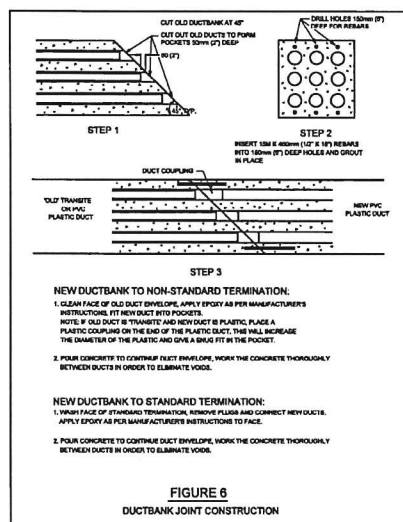 CUT OLD DUCTBANK AT 45°
CUT OUT OLD DUCTS TO FORM
POCKETS 50mm (2") DEEP
50 (2")
45° TYP.
STEP 1
DRILL HOLES 150mm (6")
DEEP FOR REBARS
STEP 2
INSERT 15M X 450mm (1/2" X 18") REBARS
INTO 150mm (6") DEEP HOLES AND GROUT
IN PLACE
DUCT COUPLING
'OLD' TRANSITE
OR PVC
PLASTIC DUCT
NEW PVC
PLASTIC DUCT
STEP 3
NEW DUCTBANK TO NON-STANDARD TERMINATION:
1. CLEAN FACE OF OLD DUCT ENVELOPE, APPLY EPOXY AS PER MANUFACTURER'S
INSTRUCTIONS, FIT NEW DUCT INTO POCKETS.
NOTE: IF OLD DUCT IS 'TRANSITE' AND NEW DUCT IS PLASTIC, PLACE A
PLASTIC COUPLING ON THE END OF THE PLASTIC DUCT. THIS WILL INCREASE
THE DIAMETER OF THE PLASTIC AND GIVE A SNUG FIT IN THE POCKET.
2. POUR CONCRETE TO CONTINUE DUCT ENVELOPE, WORK THE CONCRETE THOROUGHLY
BETWEEN DUCTS IN ORDER TO ELIMINATE VOIDS.
NEW DUCTBANK TO STANDARD TERMINATION:
1. WASH FACE OF STANDARD TERMINATION, REMOVE PLUGS AND CONNECT NEW DUCTS.
APPLY EPOXY AS PER MANUFACTURER'S INSTRUCTIONS TO FACE.
2. POUR CONCRETE TO CONTINUE DUCT ENVELOPE, WORK THE CONCRETE THOROUGHLY
BETWEEN DUCTS IN ORDER TO ELIMINATE VOIDS.
FIGURE 6
DUCTBANK JOINT CONSTRUCTION